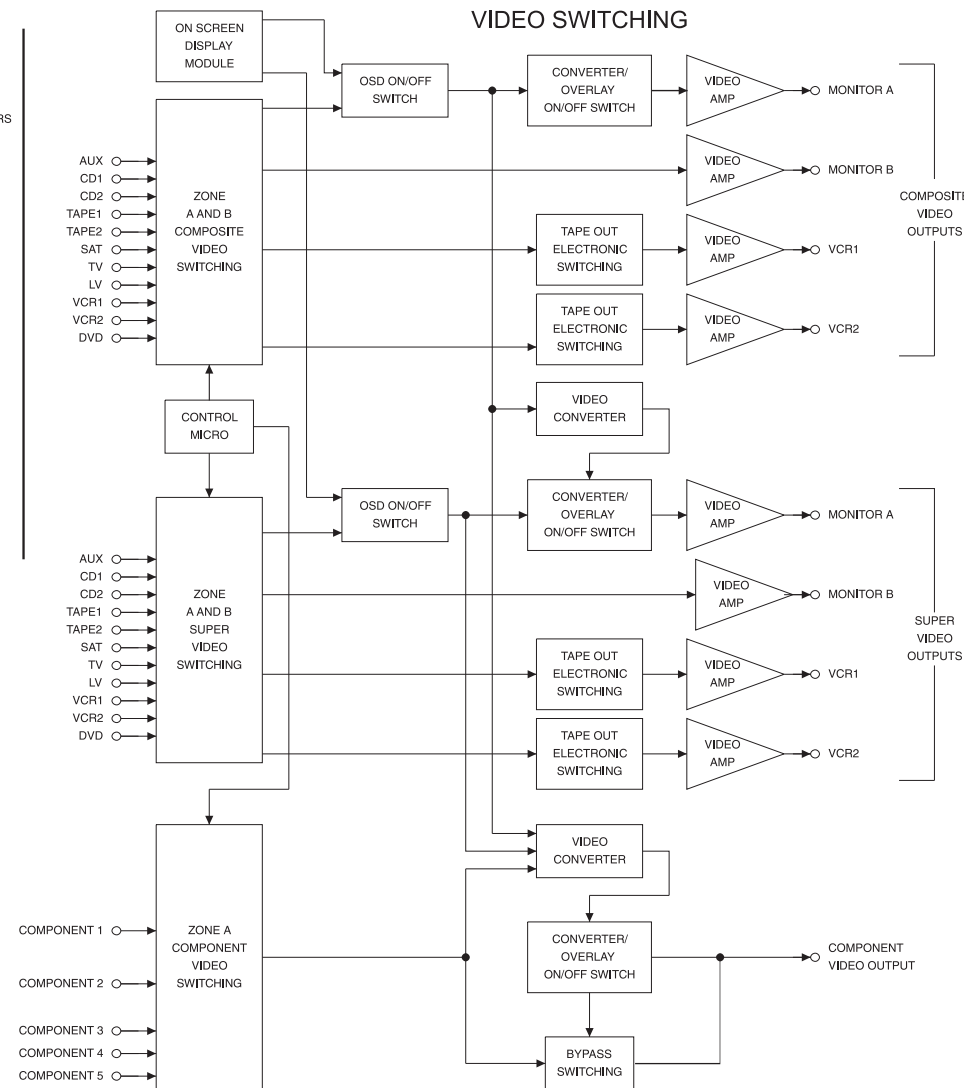 VIDEO SWITCHING
RS
ON SCREEN
DISPLAY
MODULE
OSD ON/OFF
SWITCH
CONVERTER/
OVERLAY
ON/OFF SWITCH
VIDEO
AMP
MONITOR A
AUX
CD1
CD2
TAPE1
TAPE2
SAT
TV
LV
VCR1
VCR2
DVD
ZONE
A AND B
COMPOSITE
VIDEO
SWITCHING
VIDEO
AMP
MONITOR B
TAPE OUT
ELECTRONIC
SWITCHING
VIDEO
AMP
VCR1
TAPE OUT
ELECTRONIC
SWITCHING
VIDEO
AMP
VCR2
COMPOSITE
VIDEO
OUTPUTS
CONTROL
MICRO
VIDEO
CONVERTER
OSD ON/OFF
SWITCH
CONVERTER/
OVERLAY
ON/OFF SWITCH
VIDEO
AMP
MONITOR A
AUX
CD1
CD2
TAPE1
TAPE2
SAT
TV
LV
VCR1
VCR2
DVD
ZONE
A AND B
SUPER
VIDEO
SWITCHING
VIDEO
AMP
MONITOR B
TAPE OUT
ELECTRONIC
SWITCHING
VIDEO
AMP
VCR1
TAPE OUT
ELECTRONIC
SWITCHING
VIDEO
AMP
VCR2
SUPER
VIDEO
OUTPUTS
VIDEO
CONVERTER
COMPONENT 1
COMPONENT 2
COMPONENT 3
COMPONENT 4
COMPONENT 5
ZONE A
COMPONENT
VIDEO
SWITCHING
CONVERTER/
OVERLAY
ON/OFF SWITCH
COMPONENT
VIDEO OUTPUT
BYPASS
SWITCHING